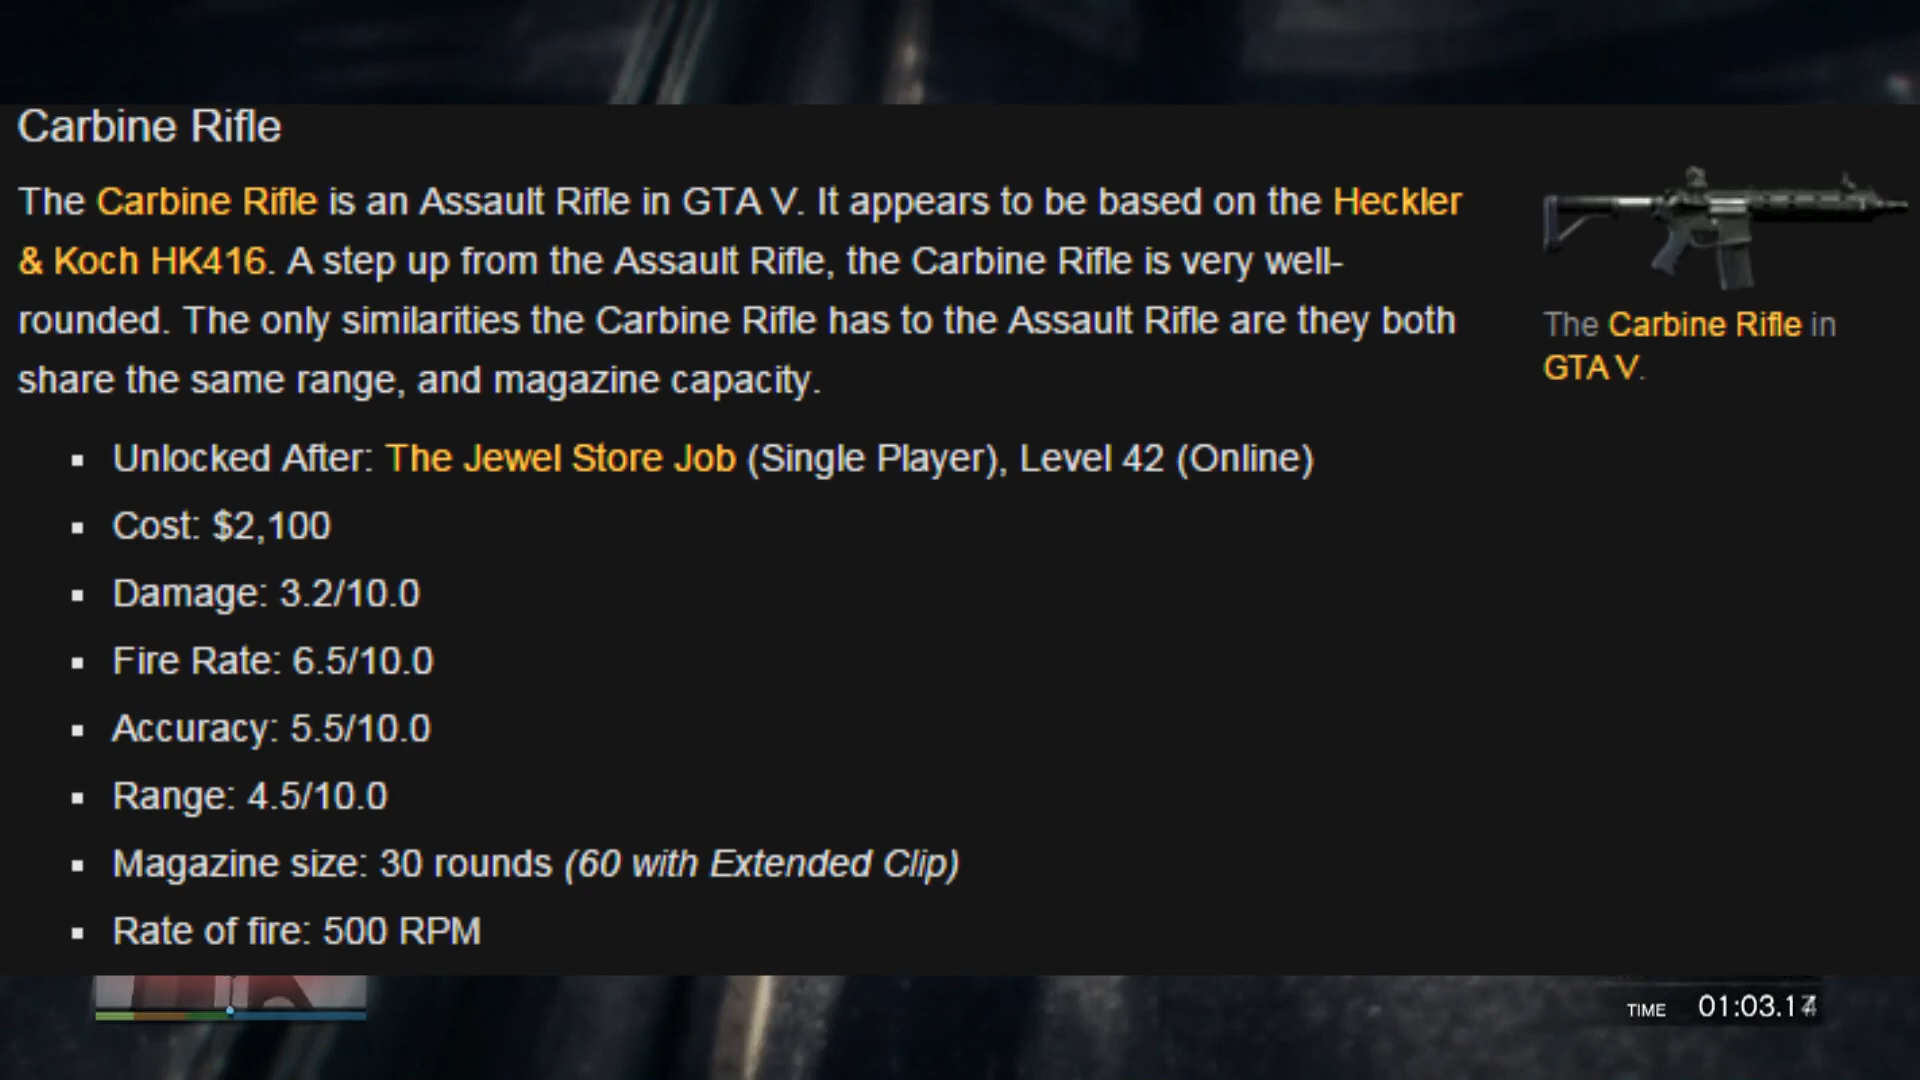 Carbine Rifle
The Carbine Rifle is an Assault Rifle in GTA V. It appears to be based on the Heckler
& Koch HK416. A step up from the Assault Rifle, the Carbine Rifle is very well-
rounded. The only similarities the Carbine Rifle has to the Assault Rifle are they both
share the same range, and magazine capacity.
The Carbine Rifle in
GTA V.
▪ Unlocked After: The Jewel Store Job (Single Player), Level 42 (Online)
▪ Cost: $2,100
▪ Damage: 3.2/10.0
▪ Fire Rate: 6.5/10.0
▪ Accuracy: 5.5/10.0
▪ Range: 4.5/10.0
▪ Magazine size: 30 rounds (60 with Extended Clip)
▪ Rate of fire: 500 RPM
TIME